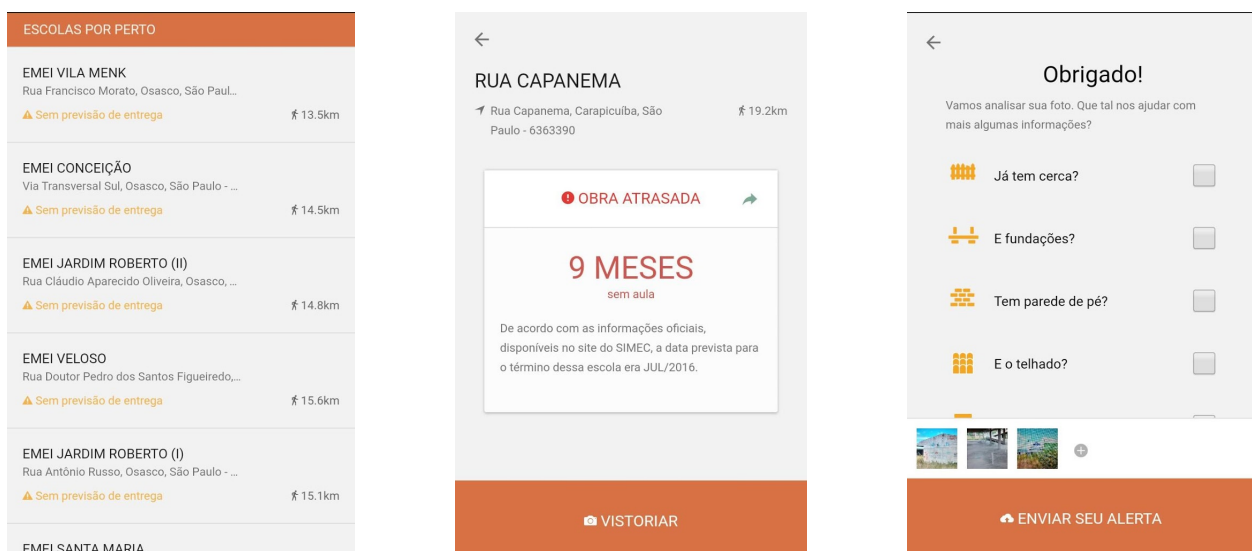 ESCOLAS POR PERTO
EMEI VILA MENK
Rua Francisco Morato, Osasco, São Paul...
Sem previsão de entrega
13.5km
EMEI CONCEIÇÃO
Via Transversal Sul, Osasco, São Paulo - ...
Sem previsão de entrega
14.5km
EMEI JARDIM ROBERTO (II)
Rua Cláudio Aparecido Oliveira, Osasco, ...
Sem previsão de entrega
14.8km
EMEI VELOSO
Rua Doutor Pedro dos Santos Figueiredo,...
Sem previsão de entrega
15.6km
EMEI JARDIM ROBERTO (I)
Rua Antônio Russo, Osasco, São Paulo - ...
Sem previsão de entrega
15.1km
EMEI SANTA MARIA
RUA CAPANEMA
Rua Capanema, Carapicuíba, São
Paulo - 6363390
19.2km
OBRA ATRASADA
9 MESES
sem aula
De acordo com as informações oficiais,
disponíveis no site do SIMEC, a data prevista para
o término dessa escola era JUL/2016.
VISTORIAR
Obrigado!
Vamos analisar sua foto. Que tal nos ajudar com
mais algumas informações?
Já tem cerca?
E fundações?
Tem parede de pé?
E o telhado?
ENVIAR SEU ALERTA